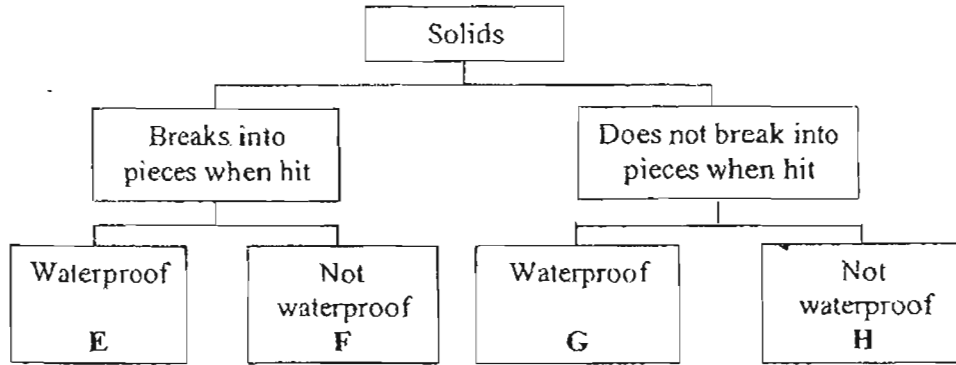 Solids
Breaks into
pieces when hit
Does not break into
pieces when hit
Waterproof
E
Not
waterproof
F
Waterproof
G
Not
waterproof
H